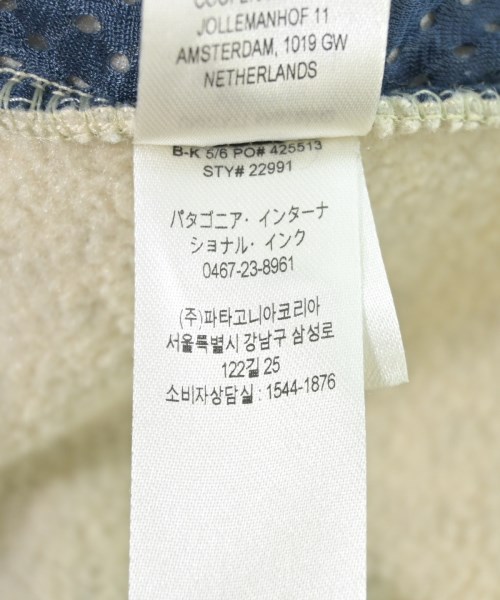 JOLLEMANHOF 11
AMSTERDAM, 1019 GW
NETHERLANDS
B-K 5/6 PO# 425513
STY# 22991
パタゴニア・インターナ
ショナル・インク
0467-23-8961
(주)파타고니아코리아
서울특별시 강남구 삼성로
122길 25
소비자상담실 : 1544-1876